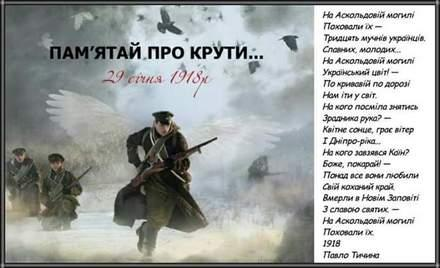 ПАМ'ЯТАЙ ПРО КРУТИ...
29 січня 1918р
На Аскольдовій могилі
Поховали їх —
Тридцять мучнів українців.
Славних, молодих...
На Аскольдовій могилі
Український цвіт! —
По кривавій по дорозі
Нам іти у світ.
На кого посміла знятись
Зрадника рука? —
Квітне сонце, грає вітер
І Дніпро-ріка...
На кого завзявся Каїн?
Боже, покарай! —
Понад все вони любили
Свій коханий край.
Вмерли в Новім Заповіті
З славою святих. —
На Аскольдовій могилі
Поховали їх.
1918
Павло Тичина